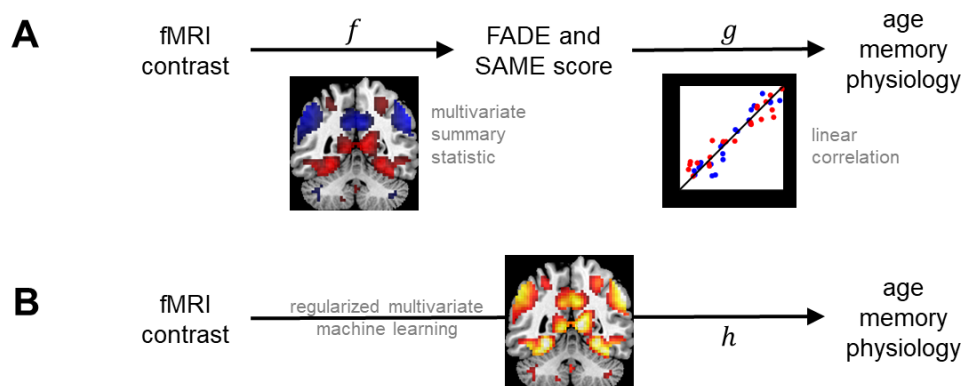 A
fMRI
contrast
f
FADE and
SAME score
g
age
memory
physiology
multivariate
summary
statistic
linear
correlation
B
fMRI
contrast
regularized multivariate
machine learning
h
age
memory
physiology